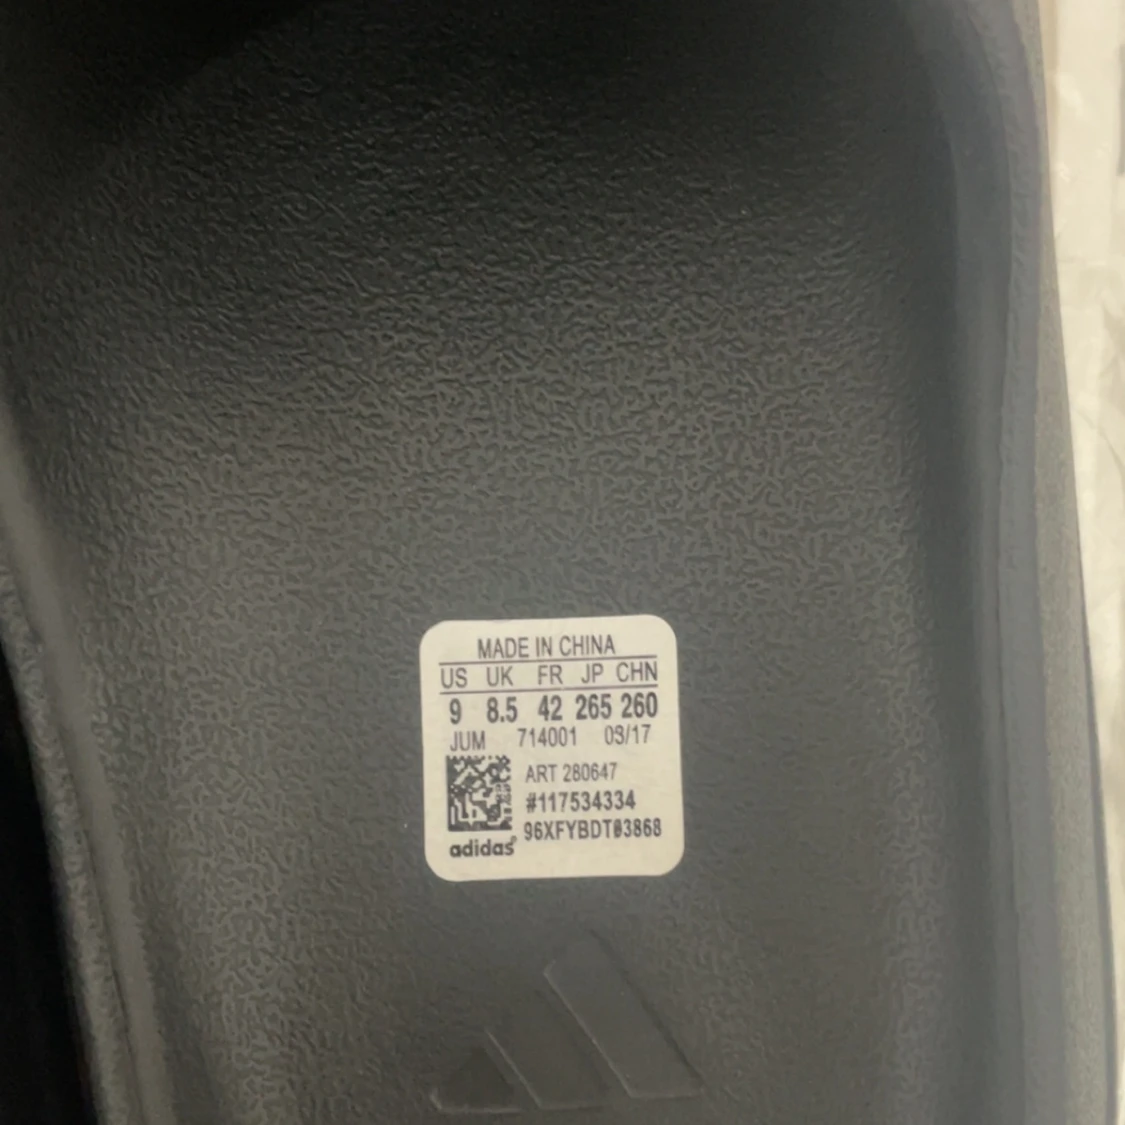 MADE IN CHINA
US UK FR JP CHN
9 8.5 42 265 260
JUM 714001 09/17
ART 280647
#117534334
96XFYBDT03868
adidas